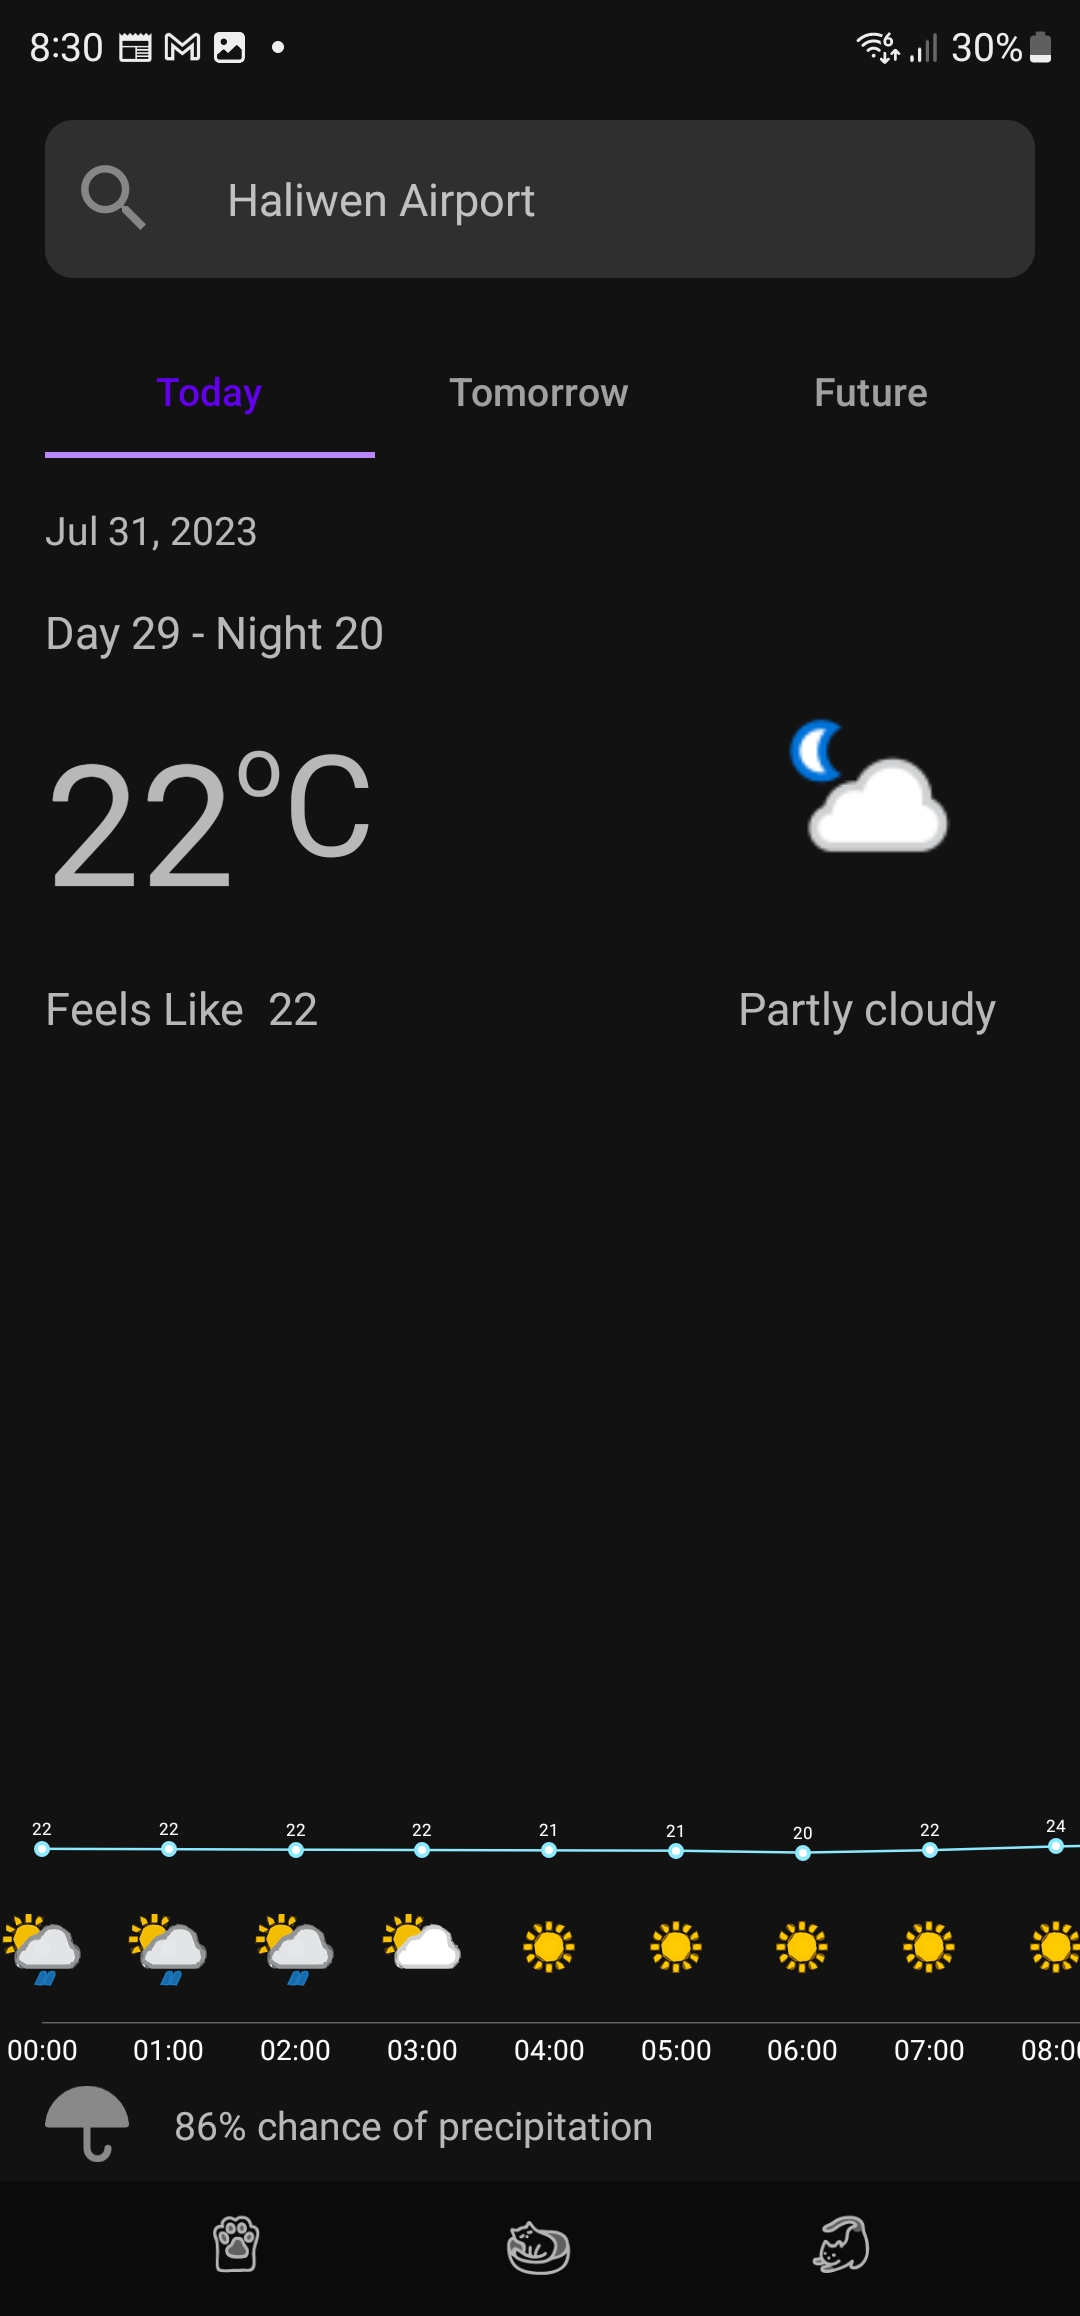 8:30
30%
Haliwen Airport
Today Tomorrow Future
Jul 31, 2023
Day 29 - Night 20
22°C
Feels Like 22 Partly cloudy
22 22 22 22 21 21 20 22 24
00:00 01:00 02:00 03:00 04:00 05:00 06:00 07:00 08:0
86% chance of precipitation